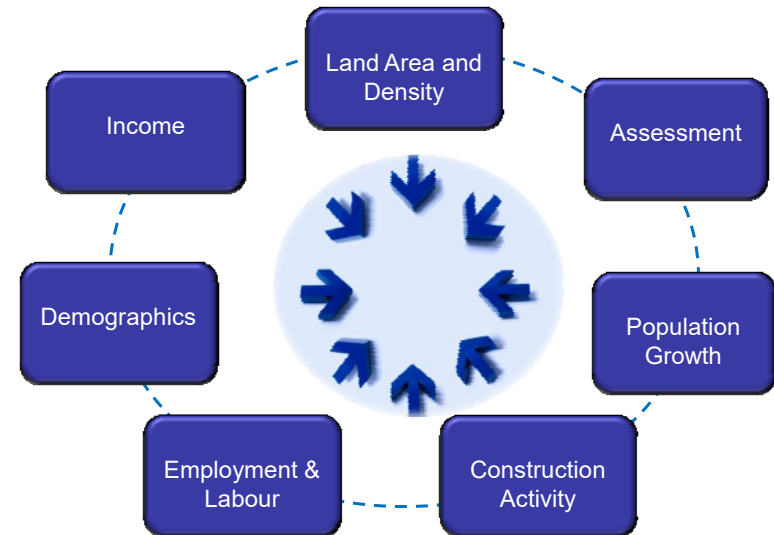 Land Area and
Density
Assessment
Population
Growth
Construction
Activity
Employment &
Labour
Demographics
Income